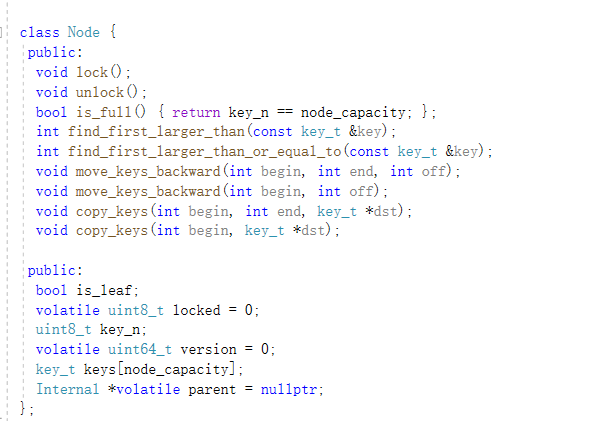 class Node {
public:
void lock();
void unlock();
bool is_full() { return key_n == node_capacity; };
int find_first_larger_than(const key_t &key);
int find_first_larger_than_or_equal_to(const key_t &key);
void move_keys_backward(int begin, int end, int off);
void move_keys_backward(int begin, int off);
void copy_keys(int begin, int end, key_t *dst);
void copy_keys(int begin, key_t *dst);
public:
bool is_leaf;
volatile uint8_t locked = 0;
uint8_t key_n;
volatile uint64_t version = 0;
key_t keys[node_capacity];
Internal *volatile parent = nullptr;
};